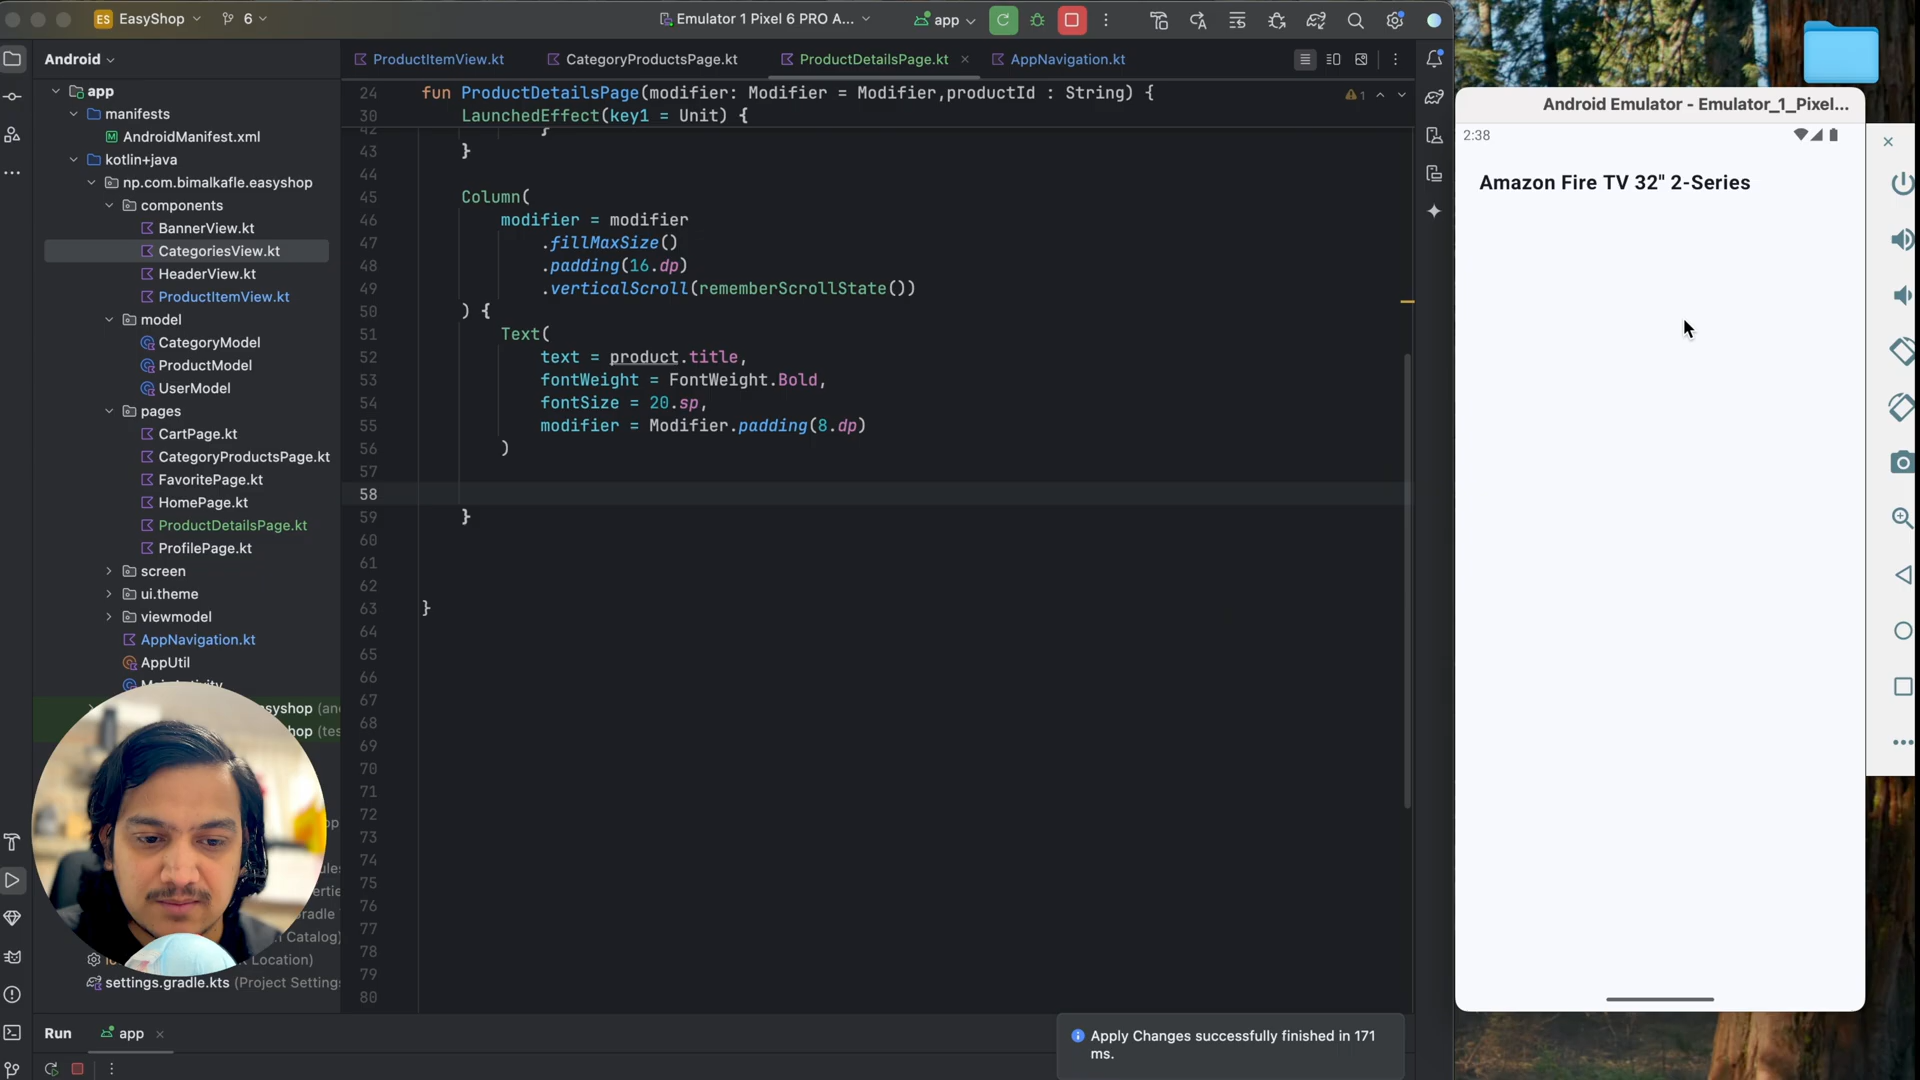 ES EasyShop 6 Emulator 1 Pixel 6 PRO A... app
Android
ProductItemView.kt CategoryProductsPage.kt ProductDetailsPage.kt AppNavigation.kt
app
manifests
AndroidManifest.xml
kotlin+java
np.com.bimalkafle.easyshop
components
BannerView.kt
CategoriesView.kt
HeaderView.kt
ProductItemView.kt
model
CategoryModel
ProductModel
UserModel
pages
CartPage.kt
CategoryProductsPage.kt
FavoritePage.kt
HomePage.kt
ProductDetailsPage.kt
ProfilePage.kt
screen
ui.theme
viewmodel
AppNavigation.kt
AppUtil
settings.gradle.kts (Project Setting
24 fun ProductDetailsPage(modifier: Modifier = Modifier,productId : String) {
30 LaunchedEffect(key1 = Unit) {
42 }
43 }
44
45 Column(
46 modifier = modifier
47 .fillMaxSize()
48 .padding(16.dp)
49 .verticalScroll(rememberScrollState())
50 ) {
51 Text(
52 text = product.title,
53 fontWeight = FontWeight.Bold,
54 fontSize = 20.sp,
55 modifier = Modifier.padding(8.dp)
56 )
57
58
59 }
60
61
62
63 }
64
65
66
67
68
69
70
71
72
73
74
75
76
77
78
79
80
1
Run app
Apply Changes successfully finished in 171
ms.
Android Emulator - Emulator_1_Pixel...
2:38
Amazon Fire TV 32" 2-Series